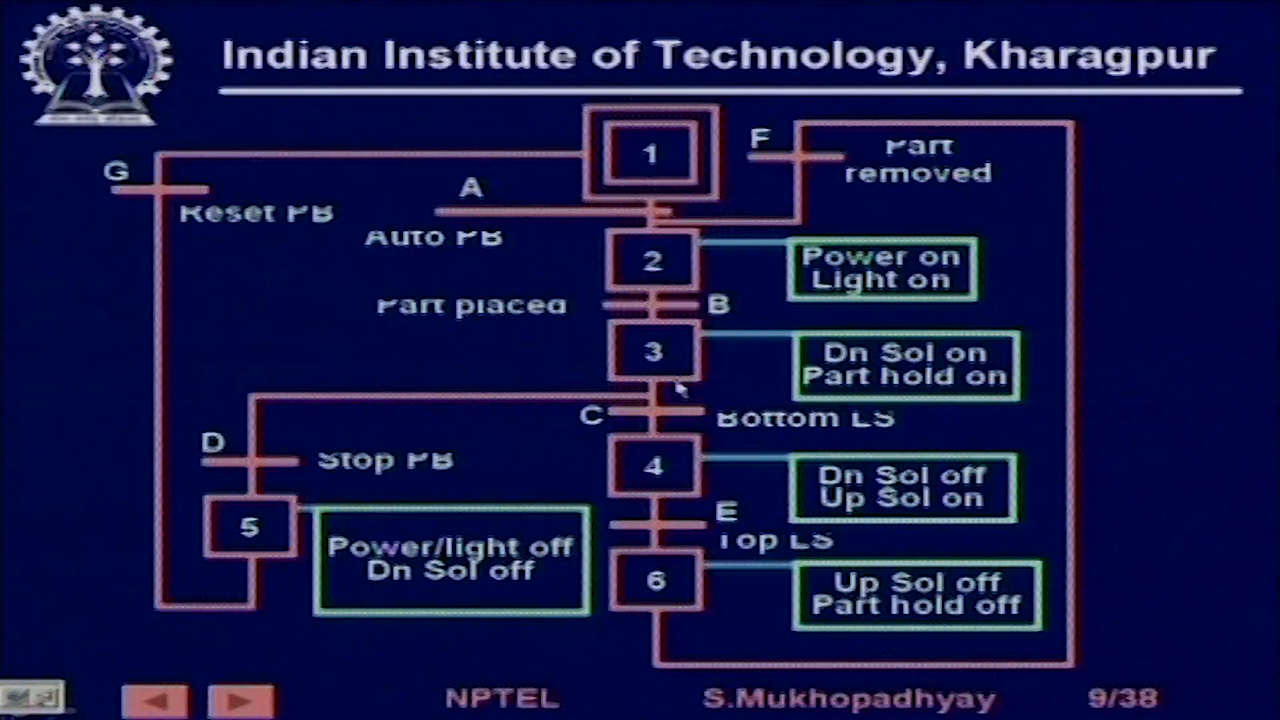 Indian Institute of Technology, Kharagpur
1
F
Part
removed
G
A
Reset PB
Auto PB
2
Power on
Light on
Part placed
B
3
Dn Sol on
Part hold on
C
Bottom LS
D
Stop PB
4
Dn Sol off
Up Sol on
5
E
Top LS
Power/light off
Dn Sol off
6
Up Sol off
Part hold off
NPTEL
S.Mukhopadhyay
9/38